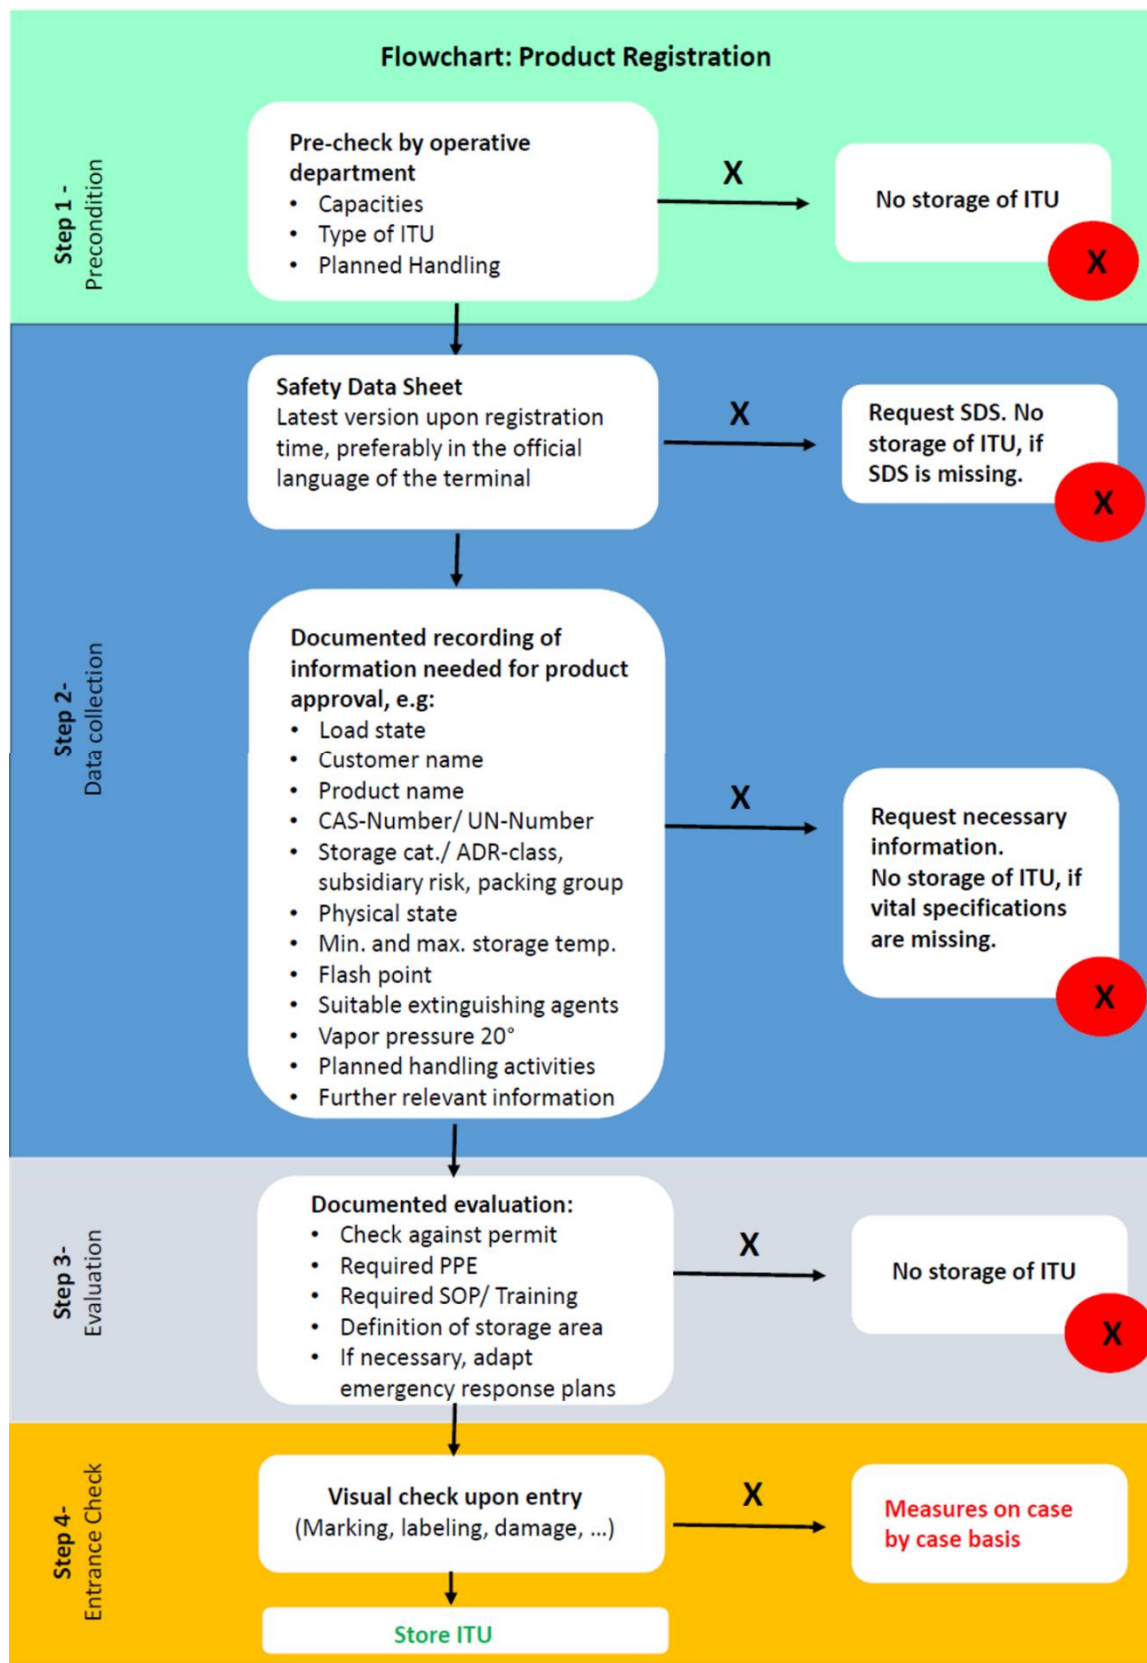 Flowchart: Product Registration
Step 1 -
Precondition
Pre-check by operative
department
• Capacities
• Type of ITU
• Planned Handling
X
No storage of ITU
X
Step 2-
Data collection
Safety Data Sheet
Latest version upon registration
time, preferably in the official
language of the terminal
X
Request SDS. No
storage of ITU, if
SDS is missing.
X
Documented recording of
information needed for product
approval, e.g:
• Load state
• Customer name
• Product name
• CAS-Number/ UN-Number
• Storage cat./ ADR-class,
subsidiary risk, packing group
• Physical state
• Min. and max. storage temp.
• Flash point
• Suitable extinguishing agents
• Vapor pressure 20°
• Planned handling activities
• Further relevant information
X
Request necessary
information.
No storage of ITU, if
vital specifications
are missing.
X
Step 3-
Evaluation
Documented evaluation:
• Check against permit
• Required PPE
• Required SOP/ Training
• Definition of storage area
• If necessary, adapt
emergency response plans
X
No storage of ITU
X
Step 4-
Entrance Check
Visual check upon entry
(Marking, labeling, damage, ...)
X
Measures on case
by case basis
Store ITU